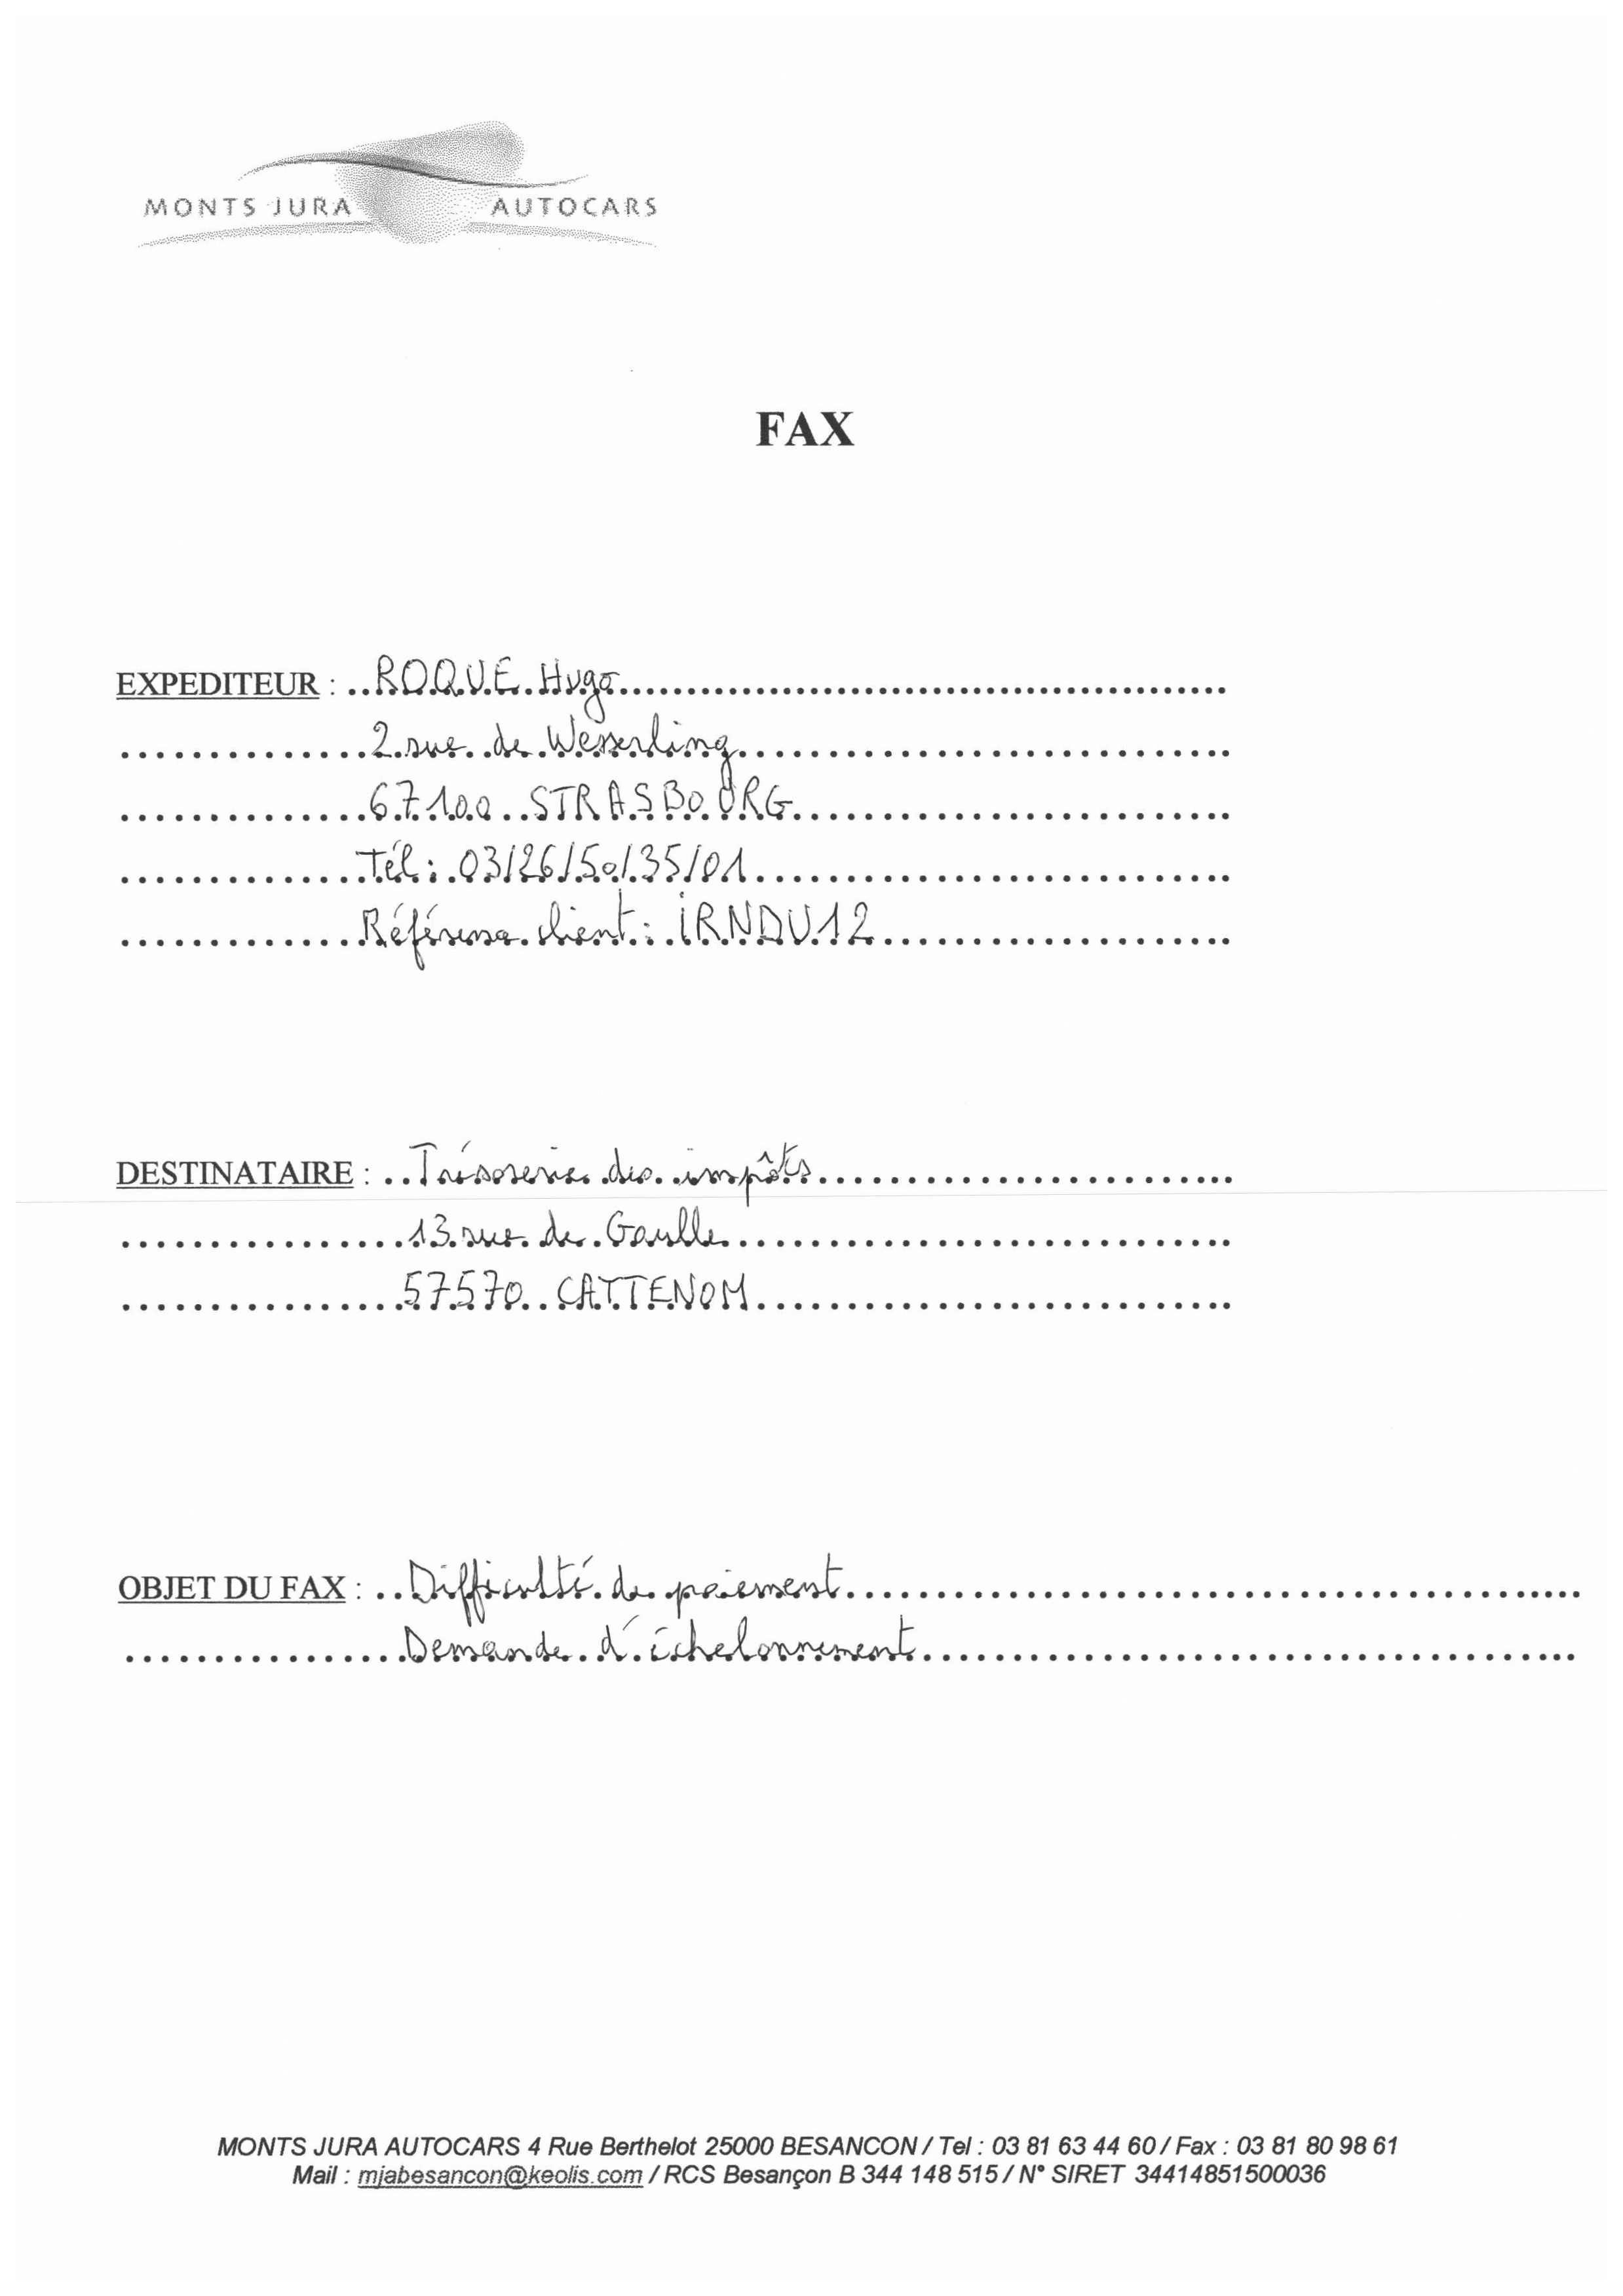 MONTS JURA AUTOCARS
FAX
EXPEDITEUR : ROQUE Hugo
2 rue de Wesserling
67100 STRASBOURG
Tél : 03/26/50/35/01
Référence client : IRNDU12
DESTINATAIRE : Trésorerie des impôts
13 rue de Gaulle
57570 CATTENOM
OBJET DU FAX : Difficulté de paiement
Demande d'échelonnement
MONTS JURA AUTOCARS 4 Rue Berthelot 25000 BESANCON / Tel : 03 81 63 44 60 / Fax : 03 81 80 98 61
Mail : mjabesancon@keolis.com / RCS Besançon B 344 148 515 / N° SIRET 34414851500036